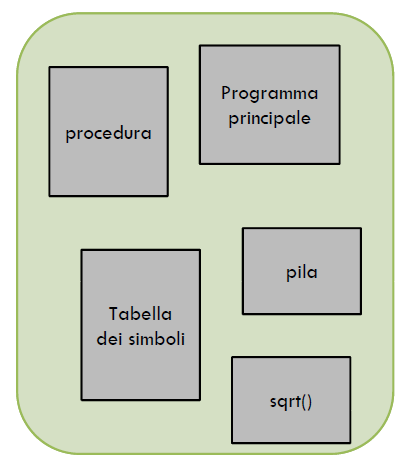 procedura
Programma
principale
Tabella
dei simboli
pila
sqrt()